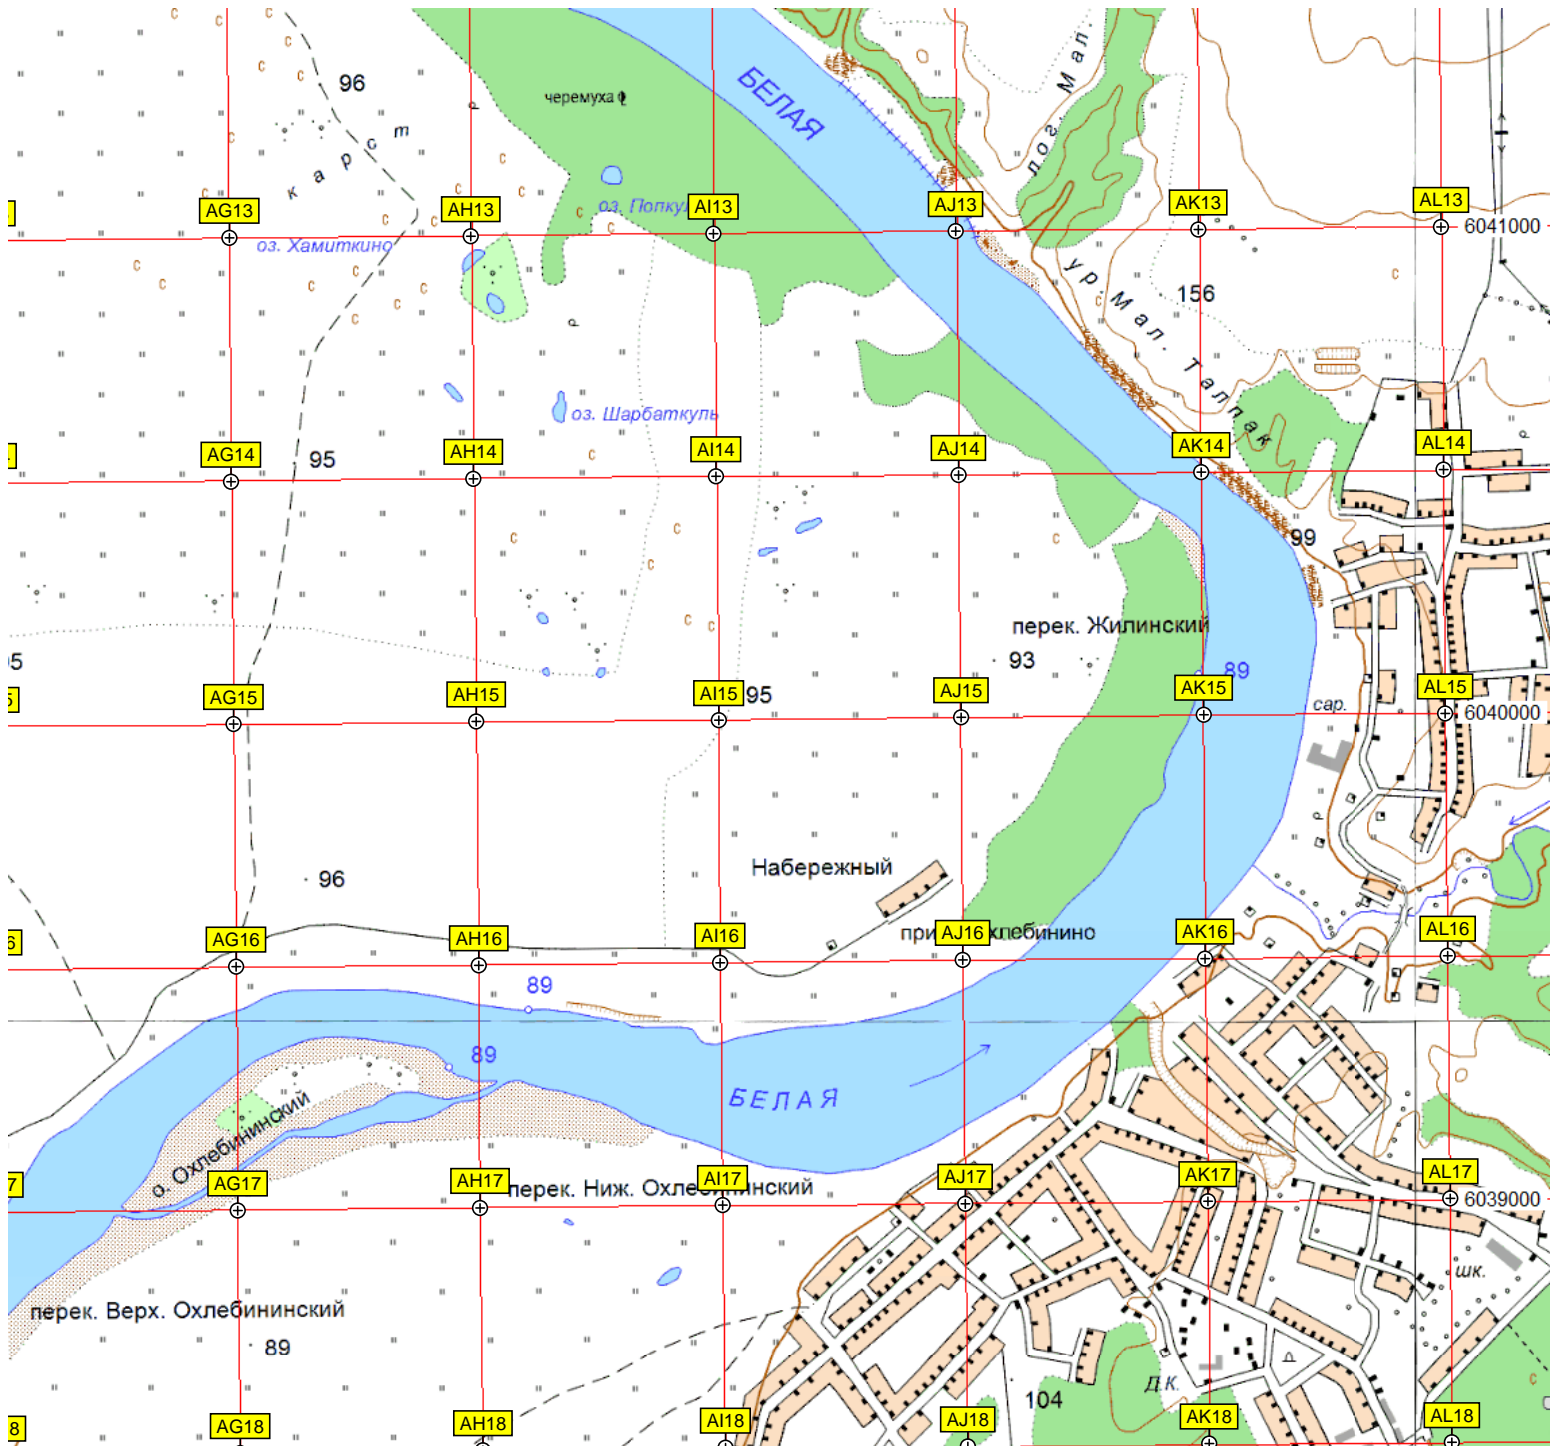 96
черемуха
БЕЛАЯ
лог. Мал.
карст
оз. Попкул
AG13
AH13
AI13
AJ13
AK13
AL13
6041000
оз. Хамиткино
ур. Мал. Талпак
156
оз. Шарбаткуль
95
AG14
AH14
AI14
AJ14
AK14
AL14
99
перек. Жилинский
93
89
AG15
AH15
AI15
95
AJ15
AK15
AL15
сар.
6040000
Набережный
96
AG16
AH16
AI16
AJ16
AK16
AL16
89
89
БЕЛАЯ
о. Охлебининский
AG17
AH17
AI17
AJ17
AK17
AL17
перек. Ниж. Охлебининский
6039000
шк.
перек. Верх. Охлебининский
89
Д.К.
104
AG18
AH18
AI18
AJ18
AK18
AL18